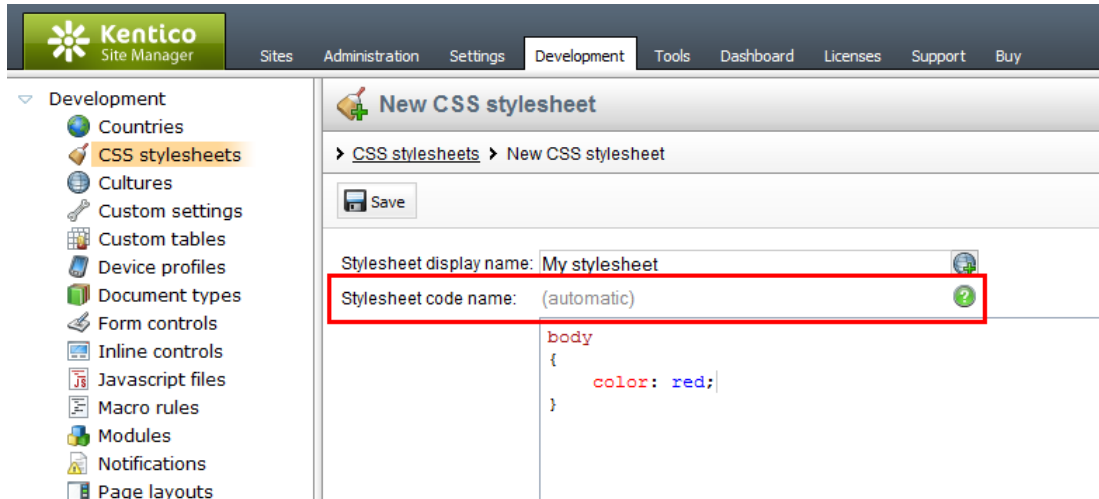 Kentico
Site Manager
Sites Administration Settings Development Tools Dashboard Licenses Support Buy
Development
Countries
CSS stylesheets
Cultures
Custom settings
Custom tables
Device profiles
Document types
Form controls
Inline controls
Javascript files
Macro rules
Modules
Notifications
Page layouts
New CSS stylesheet
CSS stylesheets New CSS stylesheet
Save
Stylesheet display name: My stylesheet
Stylesheet code name: (automatic) ?
body
{
color: red;
}